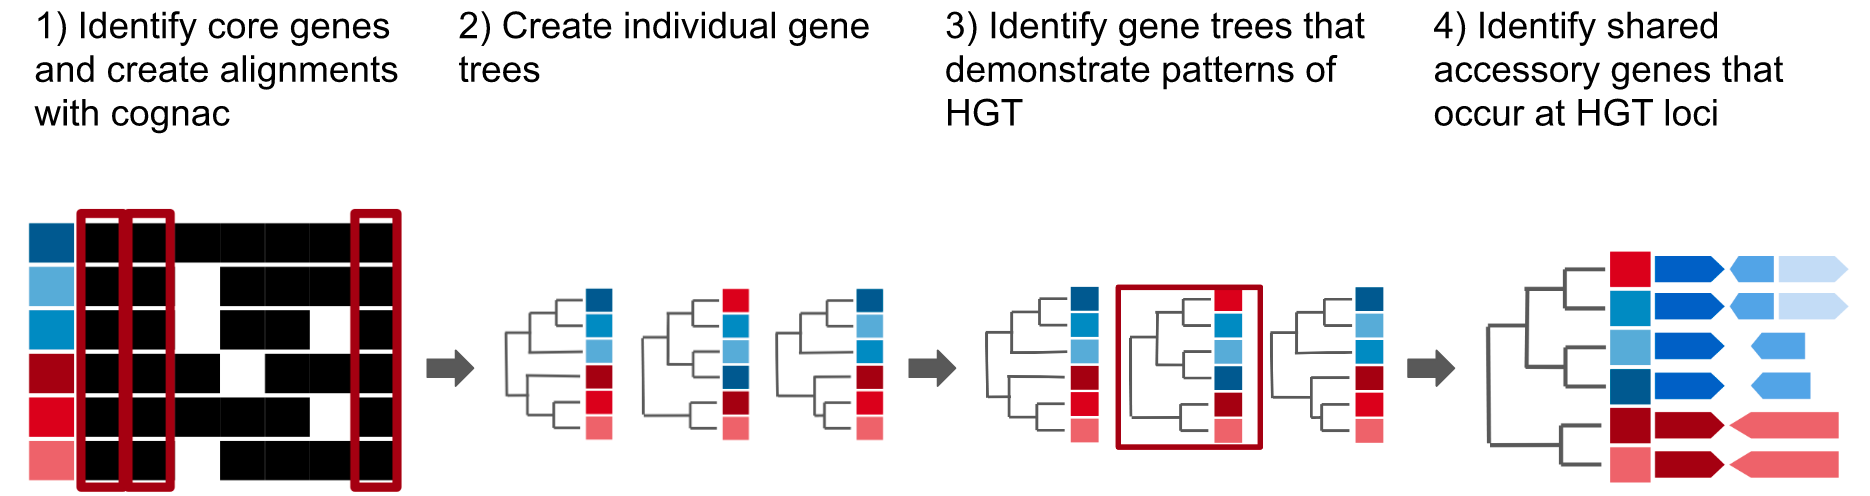 1) Identify core genes
and create alignments
with cognac
2) Create individual gene
trees
3) Identify gene trees that
demonstrate patterns of
HGT
4) Identify shared
accessory genes that
occur at HGT loci